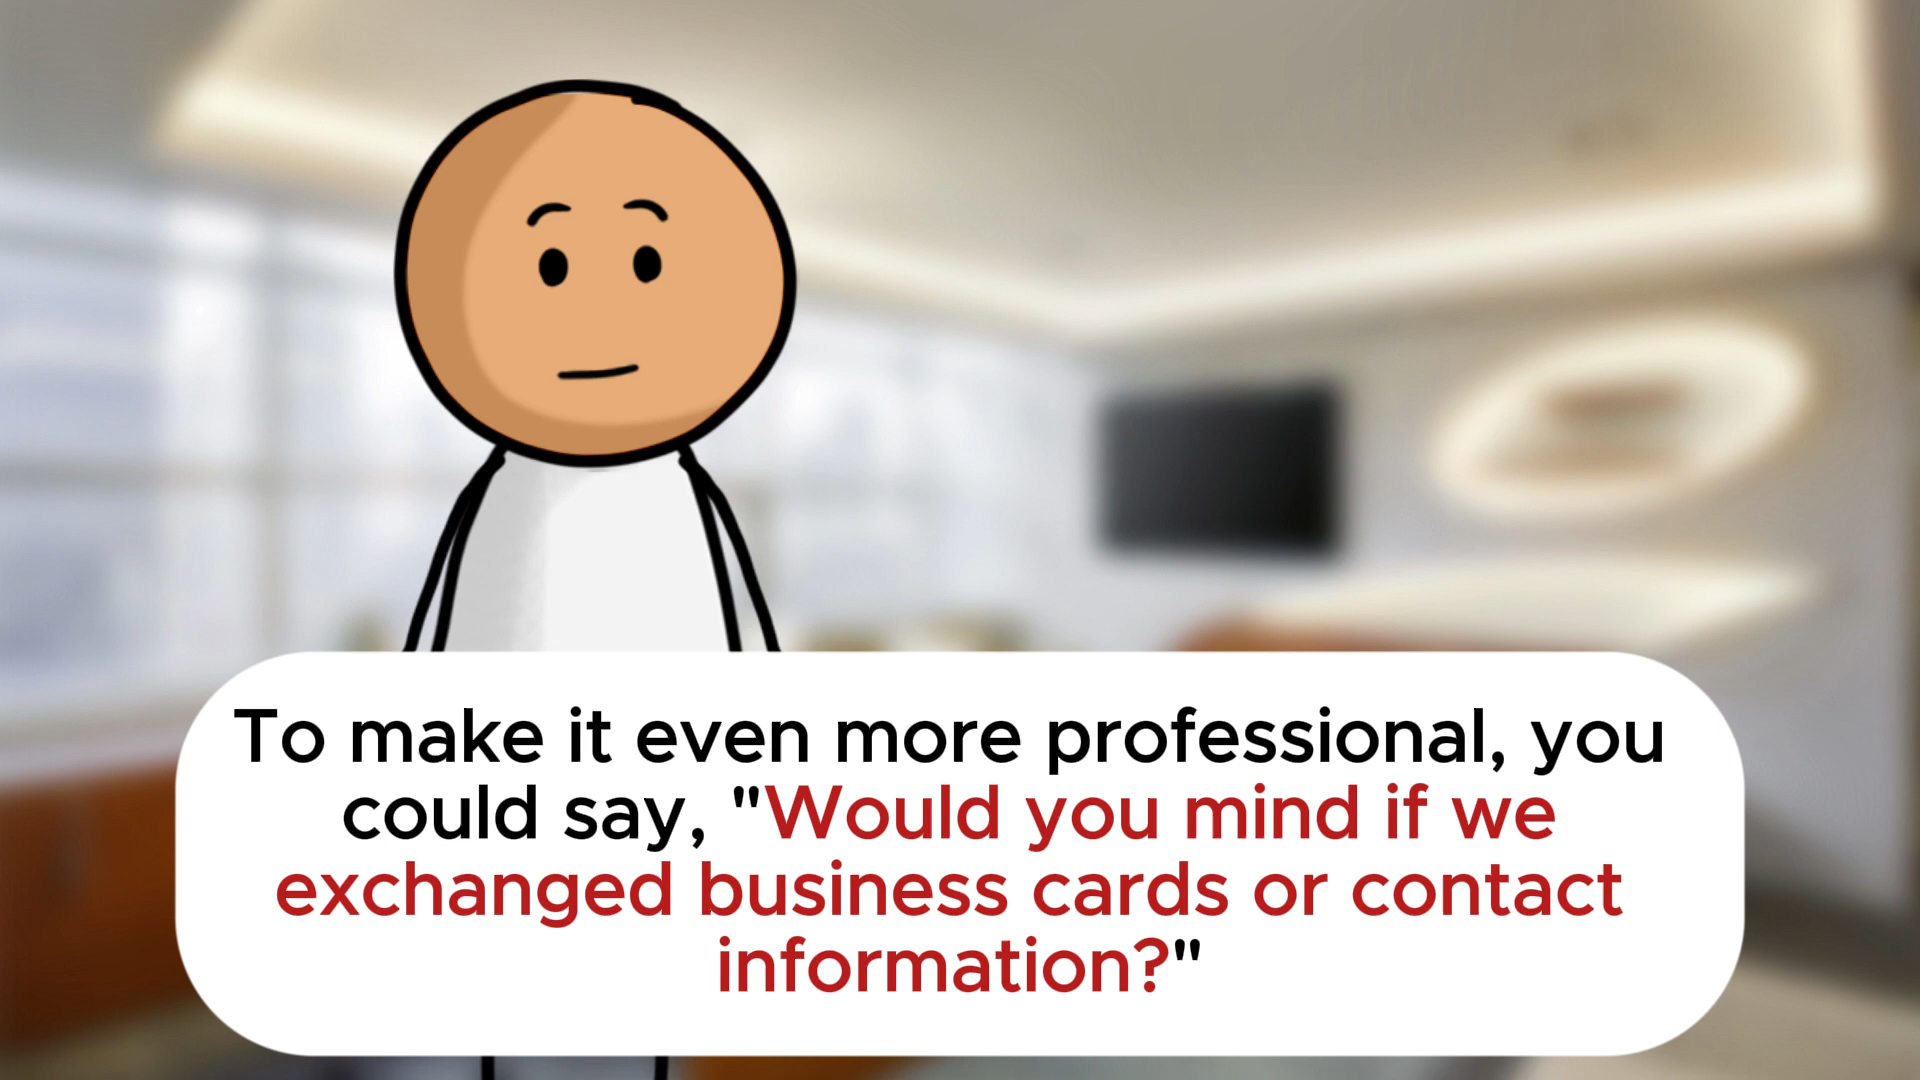 To make it even more professional, you
could say, "Would you mind if we
exchanged business cards or contact
information?"